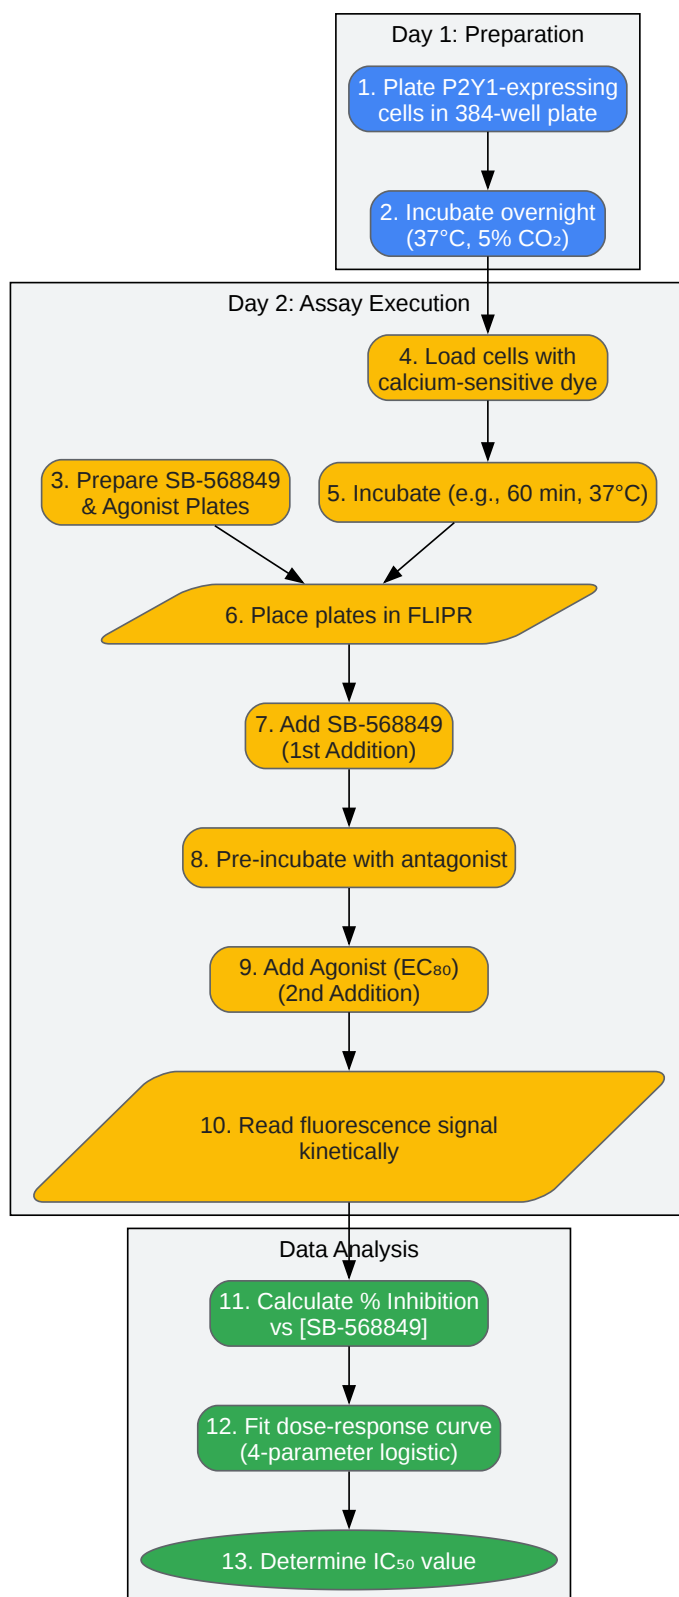 Day 1: Preparation
1. Plate P2Y1-expressing
cells in 384-well plate
2. Incubate overnight
(37°C, 5% CO₂)
Day 2: Assay Execution
4. Load cells with
calcium-sensitive dye
3. Prepare SB-568849
& Agonist Plates
5. Incubate (e.g., 60 min, 37°C)
6. Place plates in FLIPR
7. Add SB-568849
(1st Addition)
8. Pre-incubate with antagonist
9. Add Agonist (EC₈₀)
(2nd Addition)
10. Read fluorescence signal
kinetically
Data Analysis
11. Calculate % Inhibition
vs [SB-568849]
12. Fit dose-response curve
(4-parameter logistic)
13. Determine IC₅₀ value